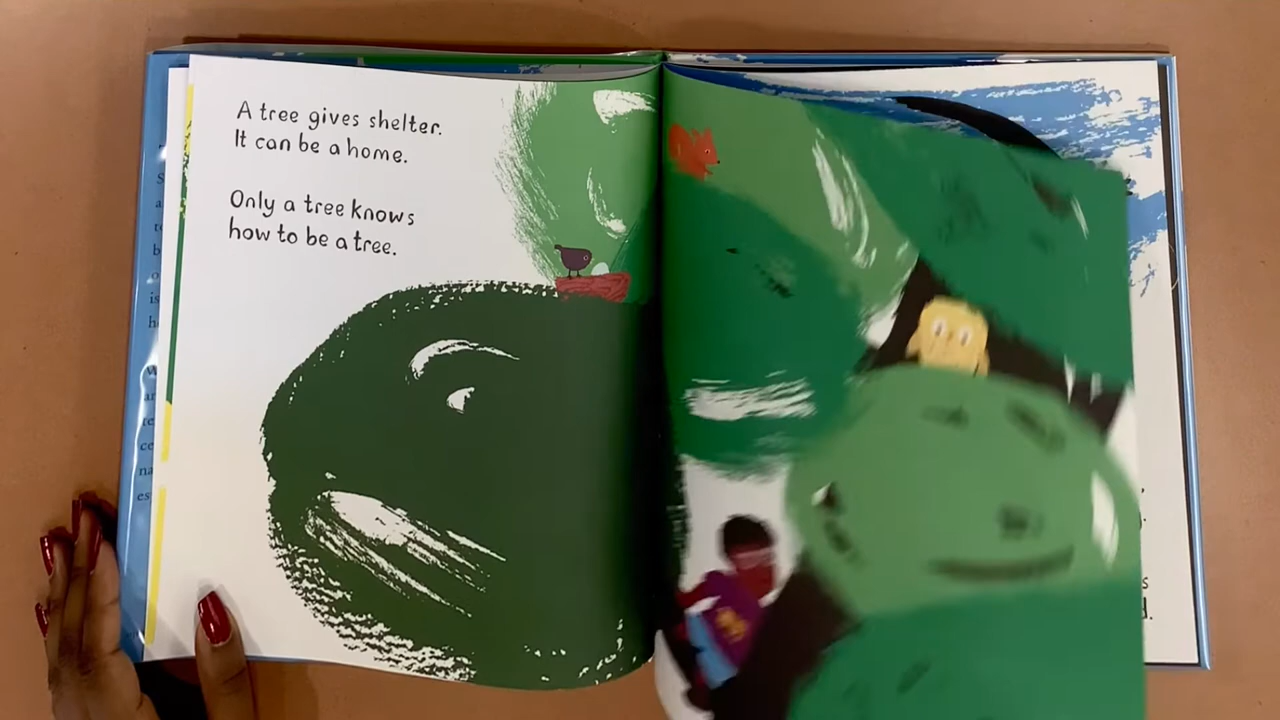 A tree gives shelter.
It can be a home.
Only a tree knows
how to be a tree.